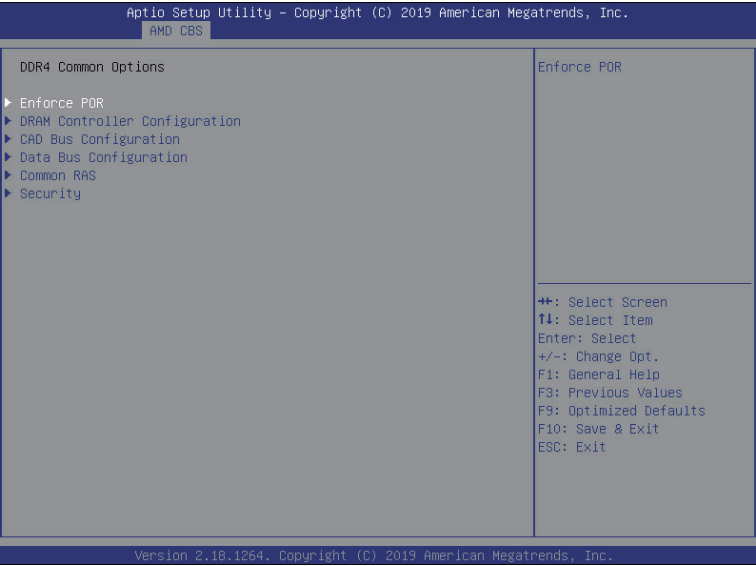 Aptio Setup Utility – Copyright (C) 2019 American Megatrends, Inc.
AMD CBS
DDR4 Common Options
Enforce POR
DRAM Controller Configuration
CAD Bus Configuration
Data Bus Configuration
Common RAS
Security
Enforce POR
→←: Select Screen
↑↓: Select Item
Enter: Select
+/-: Change Opt.
F1: General Help
F3: Previous Values
F9: Optimized Defaults
F10: Save & Exit
ESC: Exit
Version 2.18.1264. Copyright (C) 2019 American Megatrends, Inc.